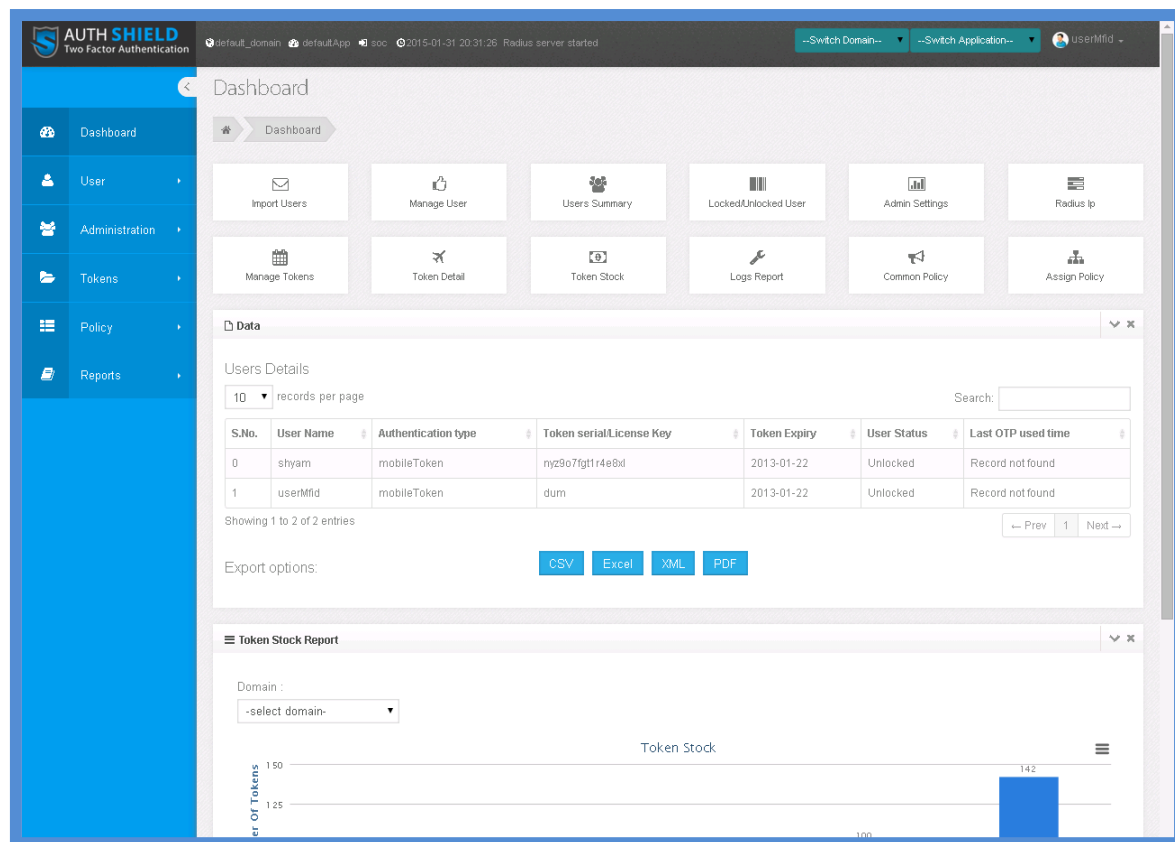 AUTH SHIELD
Two Factor Authentication
default_domain defaultApp soc 2015-01-31 20:31:26 Radius server started
--Switch Domain-- --Switch Application-- userMfid
Dashboard
Dashboard
Dashboard
User
Administration
Tokens
Policy
Reports
Import Users
Manage User
Users Summary
Locked/Unlocked User
Admin Settings
Radius Ip
Manage Tokens
Token Detail
Token Stock
Logs Report
Common Policy
Assign Policy
Data
Users Details
10 records per page
Search:
S.No. User Name Authentication type Token serial/License Key Token Expiry User Status Last OTP used time
0 shyam mobileToken nyz9o7fgt1r4e8xl 2013-01-22 Unlocked Record not found
1 userMfid mobileToken dum 2013-01-22 Unlocked Record not found
Showing 1 to 2 of 2 entries
← Prev 1 Next →
Export options: CSV Excel XML PDF
Token Stock Report
Domain :
-select domain-
Token Stock
Of Tokens
150
125
142
100